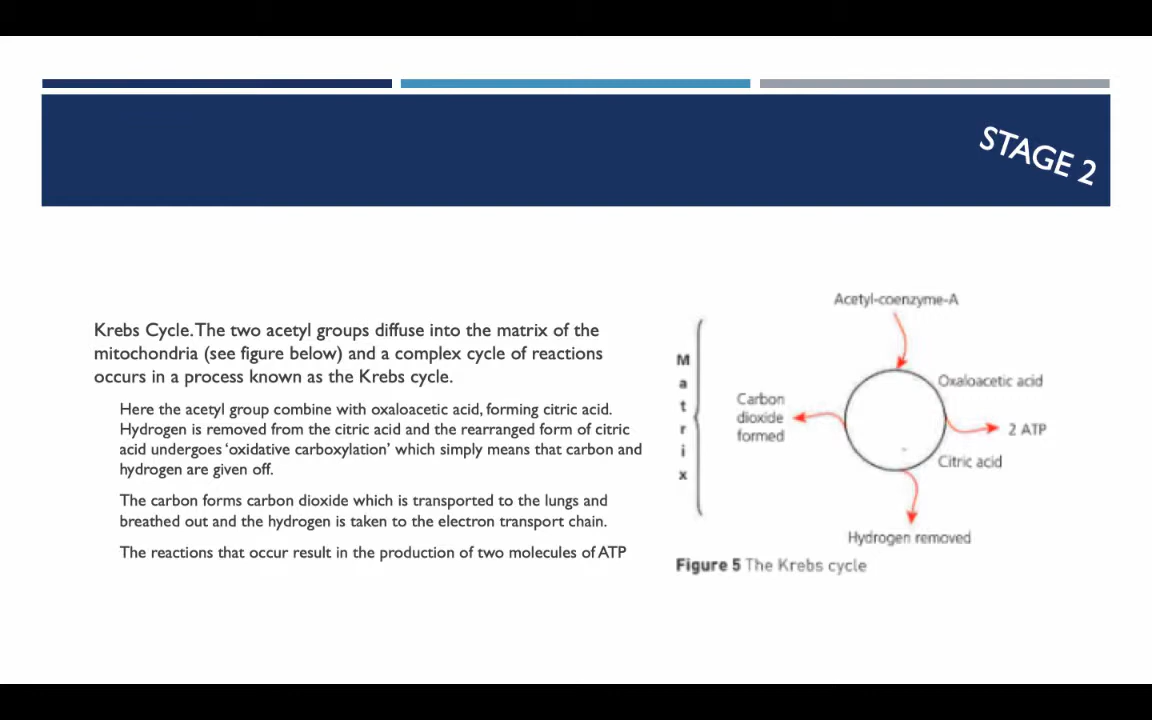 STAGE 2
Krebs Cycle. The two acetyl groups diffuse into the matrix of the
mitochondria (see figure below) and a complex cycle of reactions
occurs in a process known as the Krebs cycle.
Here the acetyl group combine with oxaloacetic acid, forming citric acid.
Hydrogen is removed from the citric acid and the rearranged form of citric
acid undergoes ‘oxidative carboxylation’ which simply means that carbon and
hydrogen are given off.
The carbon forms carbon dioxide which is transported to the lungs and
breathed out and the hydrogen is taken to the electron transport chain.
The reactions that occur result in the production of two molecules of ATP
Acetyl-coenzyme-A
Matrix
Oxaloacetic acid
Carbon
dioxide
formed
2 ATP
Citric acid
Hydrogen removed
Figure 5 The Krebs cycle